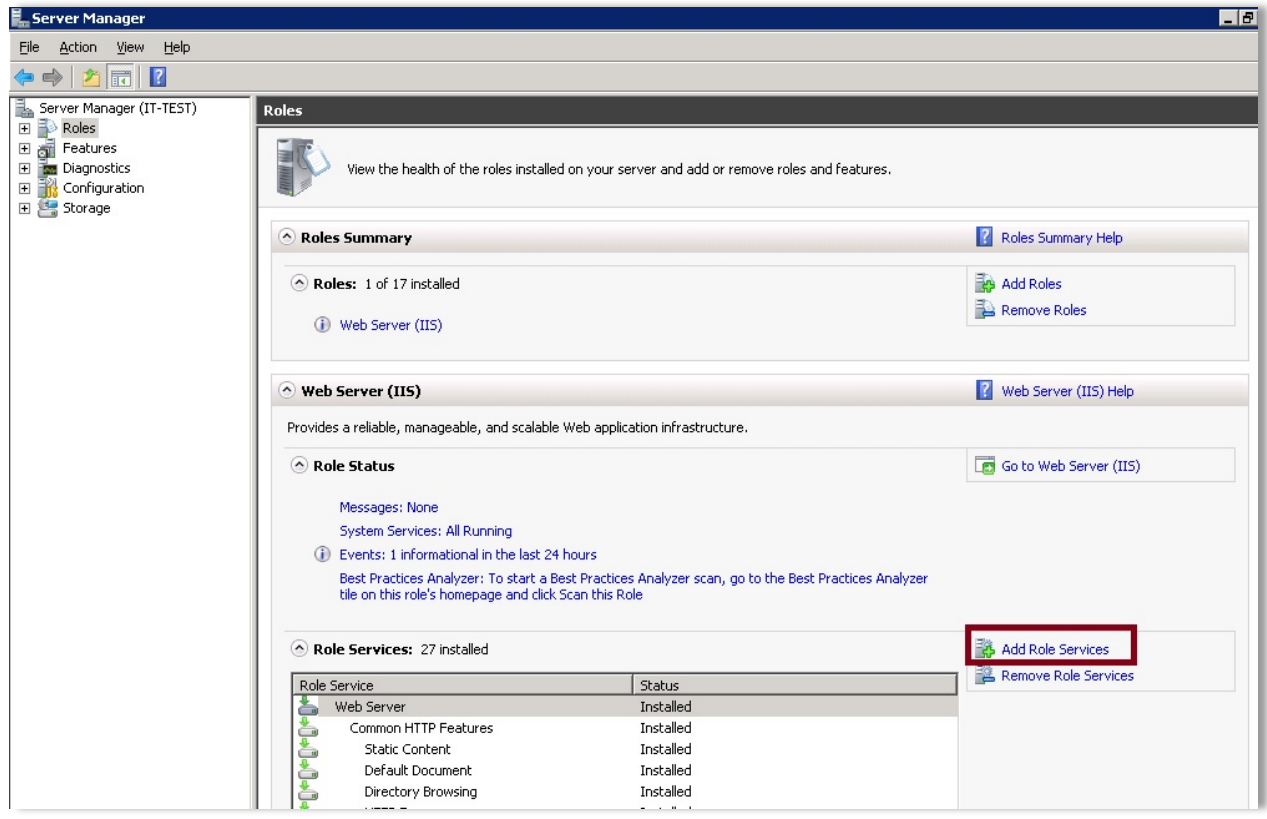 Server Manager
File Action View Help
Server Manager (IT-TEST)
Roles
Features
Diagnostics
Configuration
Storage
Roles
View the health of the roles installed on your server and add or remove roles and features.
Roles Summary
Roles Summary Help
Roles: 1 of 17 installed
Add Roles
Remove Roles
Web Server (IIS)
Web Server (IIS)
Web Server (IIS) Help
Provides a reliable, manageable, and scalable Web application infrastructure.
Role Status
Go to Web Server (IIS)
Messages: None
System Services: All Running
Events: 1 informational in the last 24 hours
Best Practices Analyzer: To start a Best Practices Analyzer scan, go to the Best Practices Analyzer
tile on this role's homepage and click Scan this Role
Role Services: 27 installed
Add Role Services
Remove Role Services
Role Service Status
Web Server Installed
Common HTTP Features Installed
Static Content Installed
Default Document Installed
Directory Browsing Installed